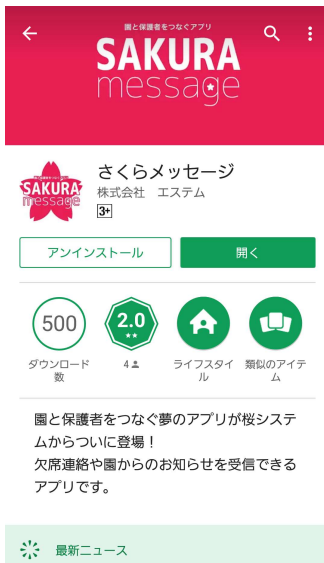 園と保護者をつなぐアプリ
SAKURA
message
SAKURA
message
さくらメッセージ
株式会社 エステム
3+
アンインストール
開く
500
2.0
ダウンロード
数
4
ライフスタイ
ル
類似のアイテ
ム
園と保護者をつなぐ夢のアプリが桜システ
ムからついに登場！
欠席連絡や園からのお知らせを受信できる
アプリです。
最新ニュース